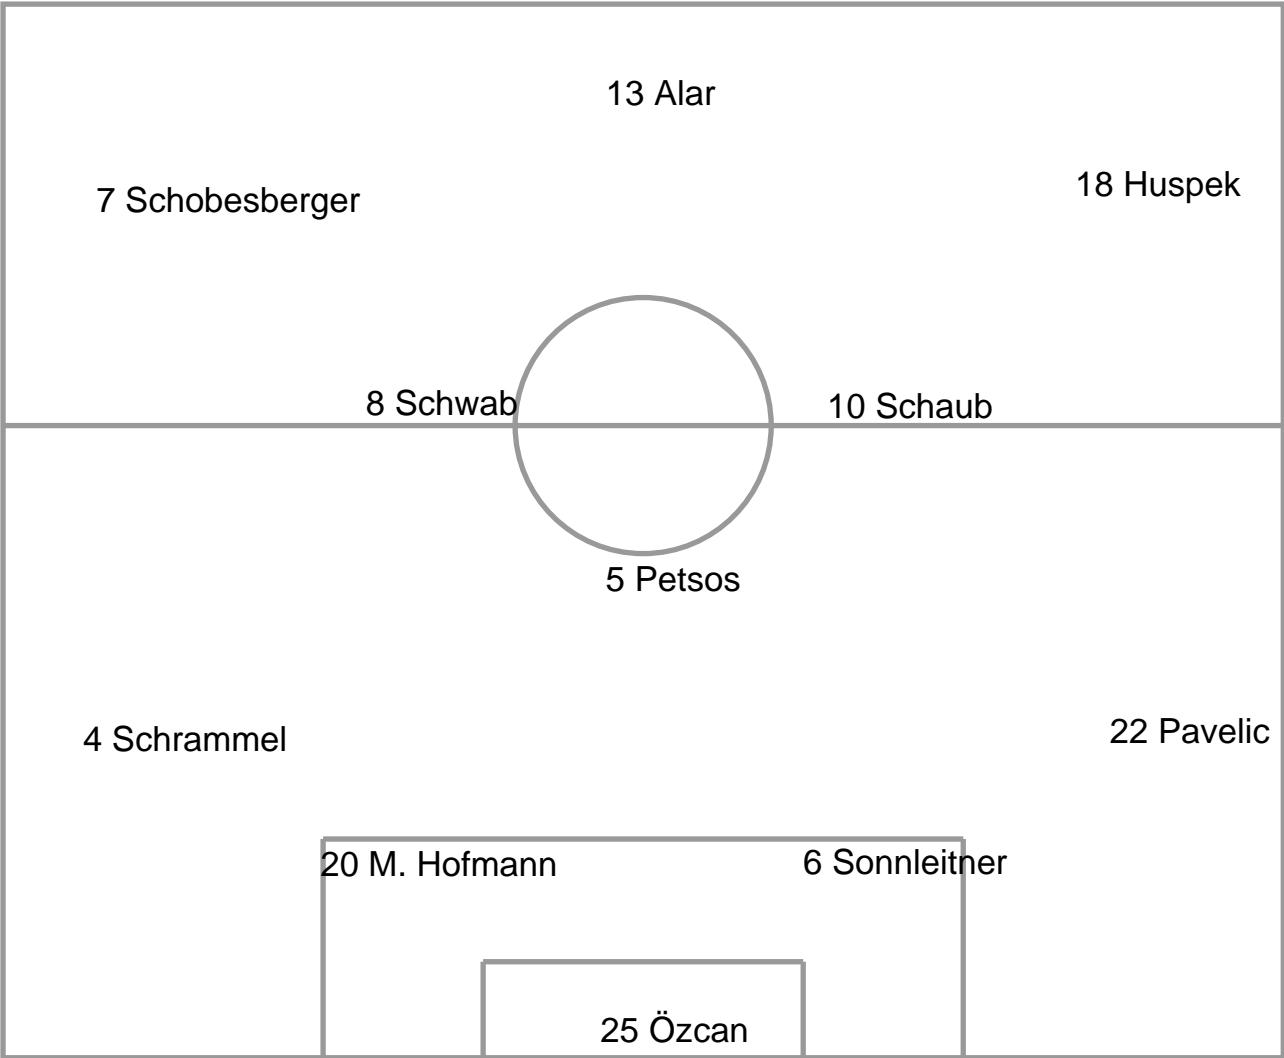 13 Alar
18 Huspek
7 Schobesberger
8 Schwab
10 Schaub
5 Petsos
4 Schrammel
22 Pavelic
20 M. Hofmann
6 Sonnleitner
25 Özcan